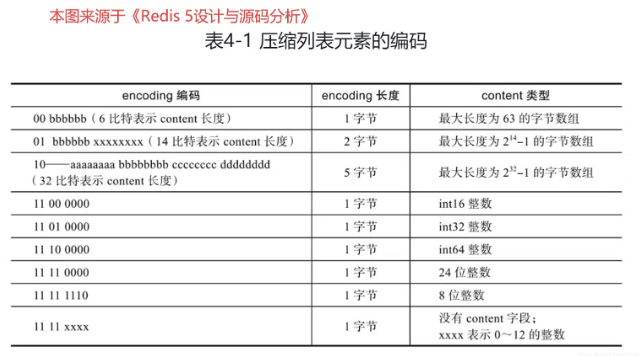 本图来源于《Redis 5设计与源码分析》
表4-1 压缩列表元素的编码
encoding 编码 encoding 长度 content 类型
00 bbbbbb（6 比特表示 content 长度） 1 字节 最大长度为 63 的字节数组
01 bbbbbb xxxxxxxx（14 比特表示 content 长度） 2 字节 最大长度为 2^14-1 的字节数组
10——aaaaaaaa bbbbbbbb cccccccc dddddddd
（32 比特表示 content 长度） 5 字节 最大长度为 2^32-1 的字节数组
11 00 0000 1 字节 int16 整数
11 01 0000 1 字节 int32 整数
11 10 0000 1 字节 int64 整数
11 11 0000 1 字节 24 位整数
11 11 1110 1 字节 8 位整数
11 11 xxxx 1 字节 没有 content 字段；
xxxx 表示 0～12 的整数